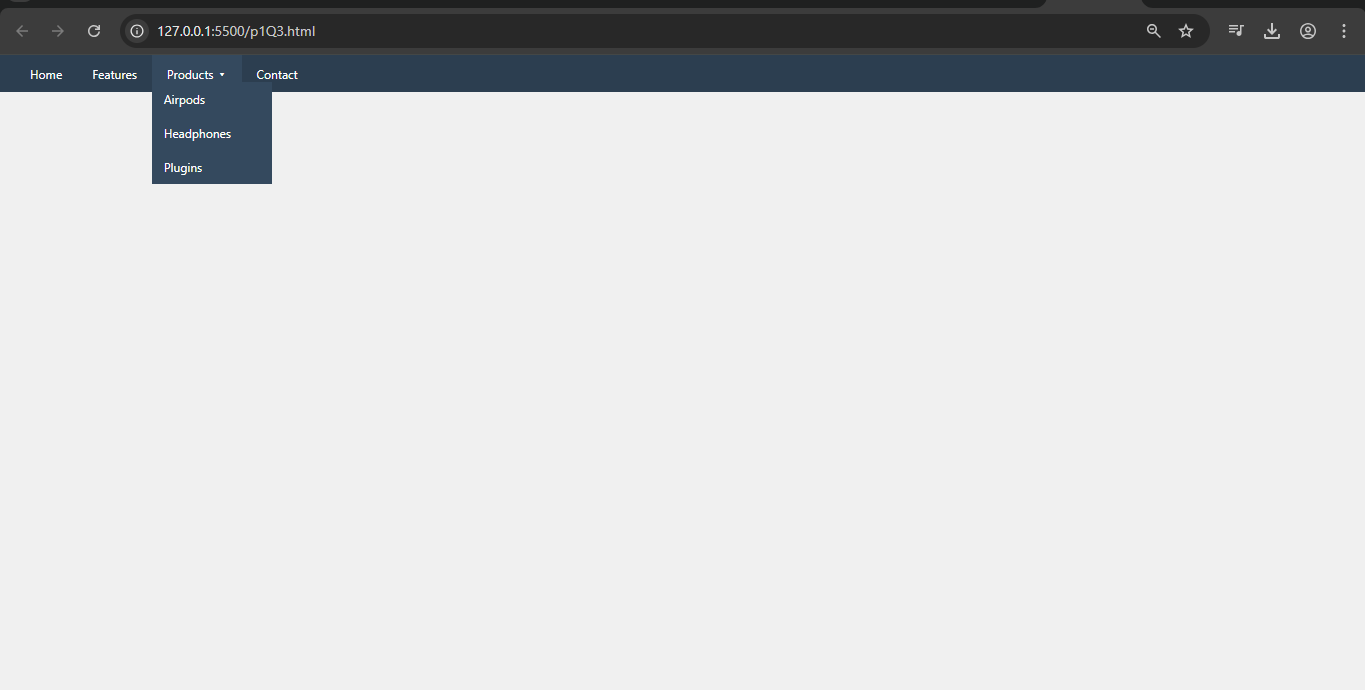 127.0.0.1:5500/p1Q3.html
Home Features Products Contact
Airpods
Headphones
Plugins